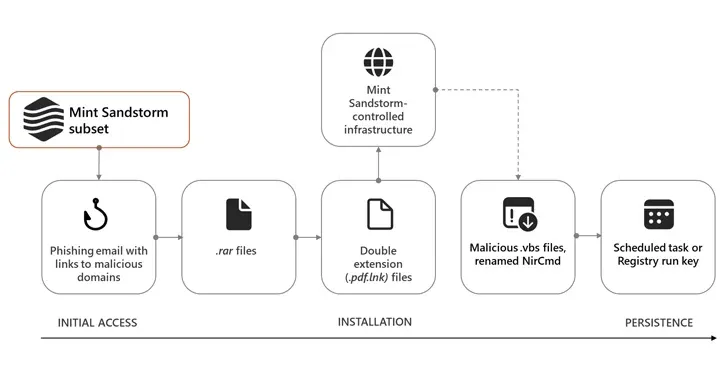 Mint Sandstorm
subset
Mint
Sandstorm-
controlled
infrastructure
Phishing email with
links to malicious
domains
.rar files
Double
extension
(.pdf.lnk) files
Malicious .vbs files,
renamed NirCmd
Scheduled task or
Registry run key
INITIAL ACCESS
INSTALLATION
PERSISTENCE